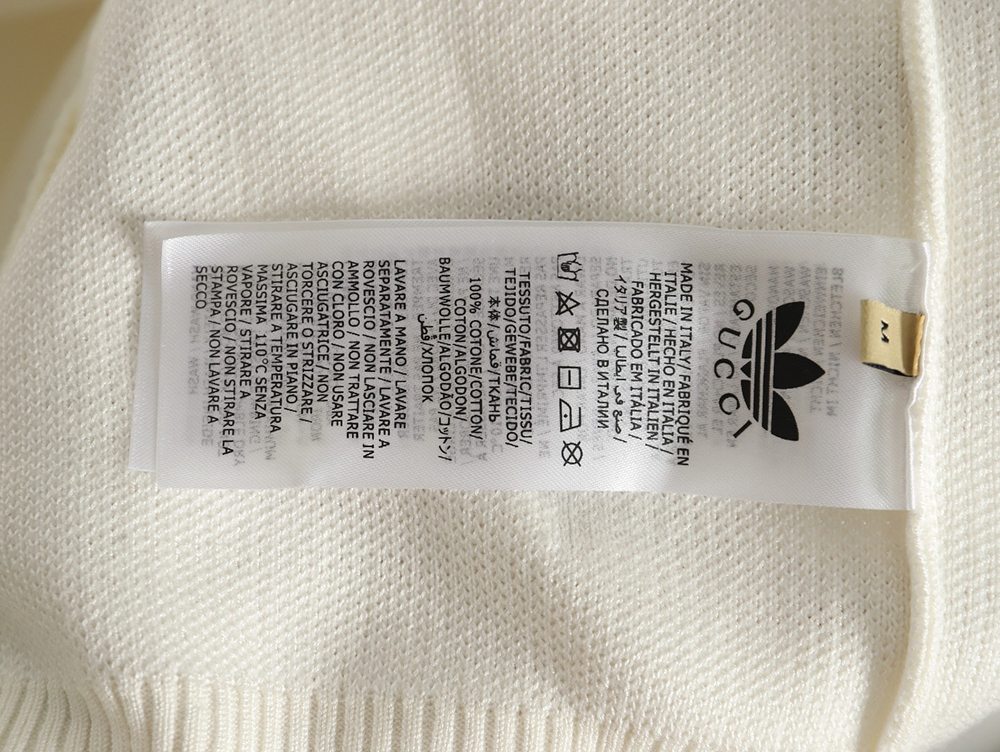 M
GUCCI
MADE IN ITALY/FABRIQUÉ EN
ITALIE / HECHO EN ITALIA /
HERGESTELLT IN ITALIEN /
FABRICADO EM ITÁLIA /
イタリア製 / صنع في ايطاليا /
СДЕЛАНО В ИТАЛИИ
TESSUTO/FABRIC/TISSU/
TEJIDO/GEWEBE/TECIDO/
本体/ قماش/ТКАНЬ
100% COTONE/COTTON/
COTON/ALGODON/
BAUMWOLLE/ALGODÃO/コットン/
قطن/ХЛОПОК
LAVARE A MANO / LAVARE
SEPARATAMENTE / LAVARE A
ROVESCIO / NON LASCIARE IN
AMMOLLO / NON TRATTARE
CON CLORO / NON USARE
ASCIUGATRICE / NON
TORCERE O STRIZZARE /
ASCIUGARE IN PIANO /
STIRARE A TEMPERATURA
MASSIMA 110°C SENZA
VAPORE / STIRARE A
ROVESCIO / NON STIRARE LA
STAMPA / NON LAVARE A
SECCO